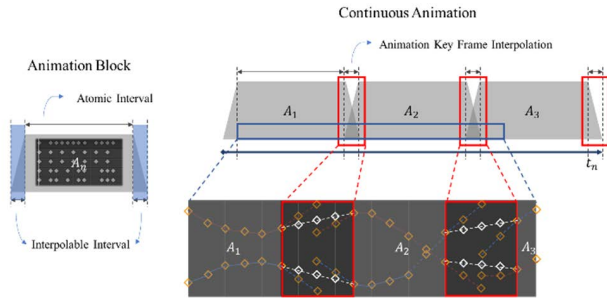 Continuous Animation
Animation Key Frame Interpolation
Animation Block
Atomic Interval
A₁
A₂
A₃
Aₙ
tₙ
Interpolable Interval
A₁
A₂
A₃